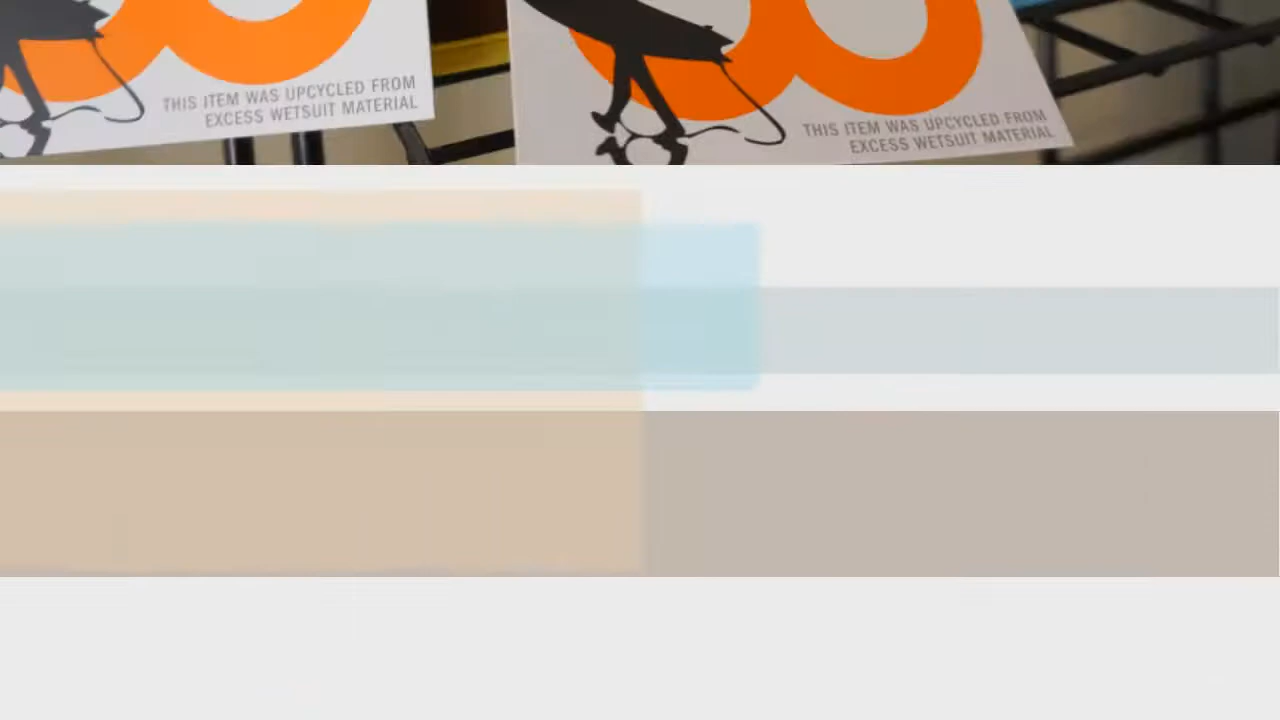 THIS ITEM WAS UPCYCLED FROM
EXCESS WETSUIT MATERIAL
THIS ITEM WAS UPCYCLED FROM
EXCESS WETSUIT MATERIAL